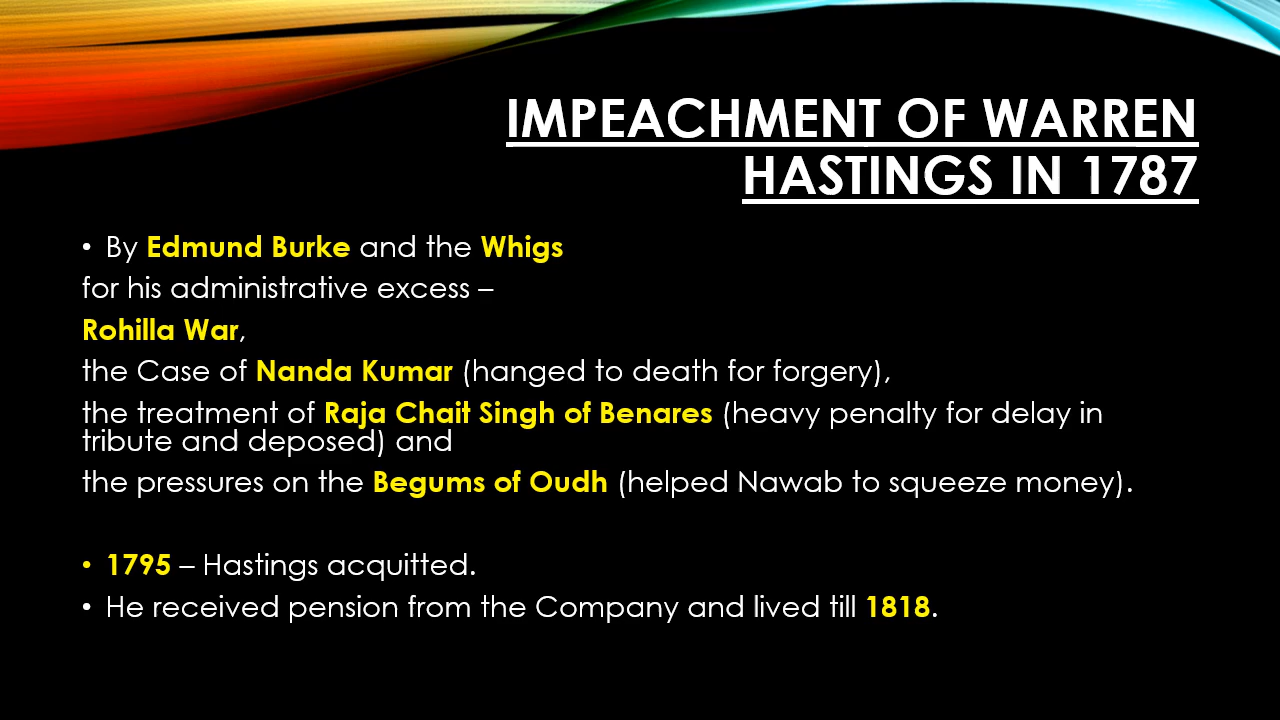 IMPEACHMENT OF WARREN
HASTINGS IN 1787
• By Edmund Burke and the Whigs
for his administrative excess –
Rohilla War,
the Case of Nanda Kumar (hanged to death for forgery),
the treatment of Raja Chait Singh of Benares (heavy penalty for delay in
tribute and deposed) and
the pressures on the Begums of Oudh (helped Nawab to squeeze money).
• 1795 – Hastings acquitted.
• He received pension from the Company and lived till 1818.